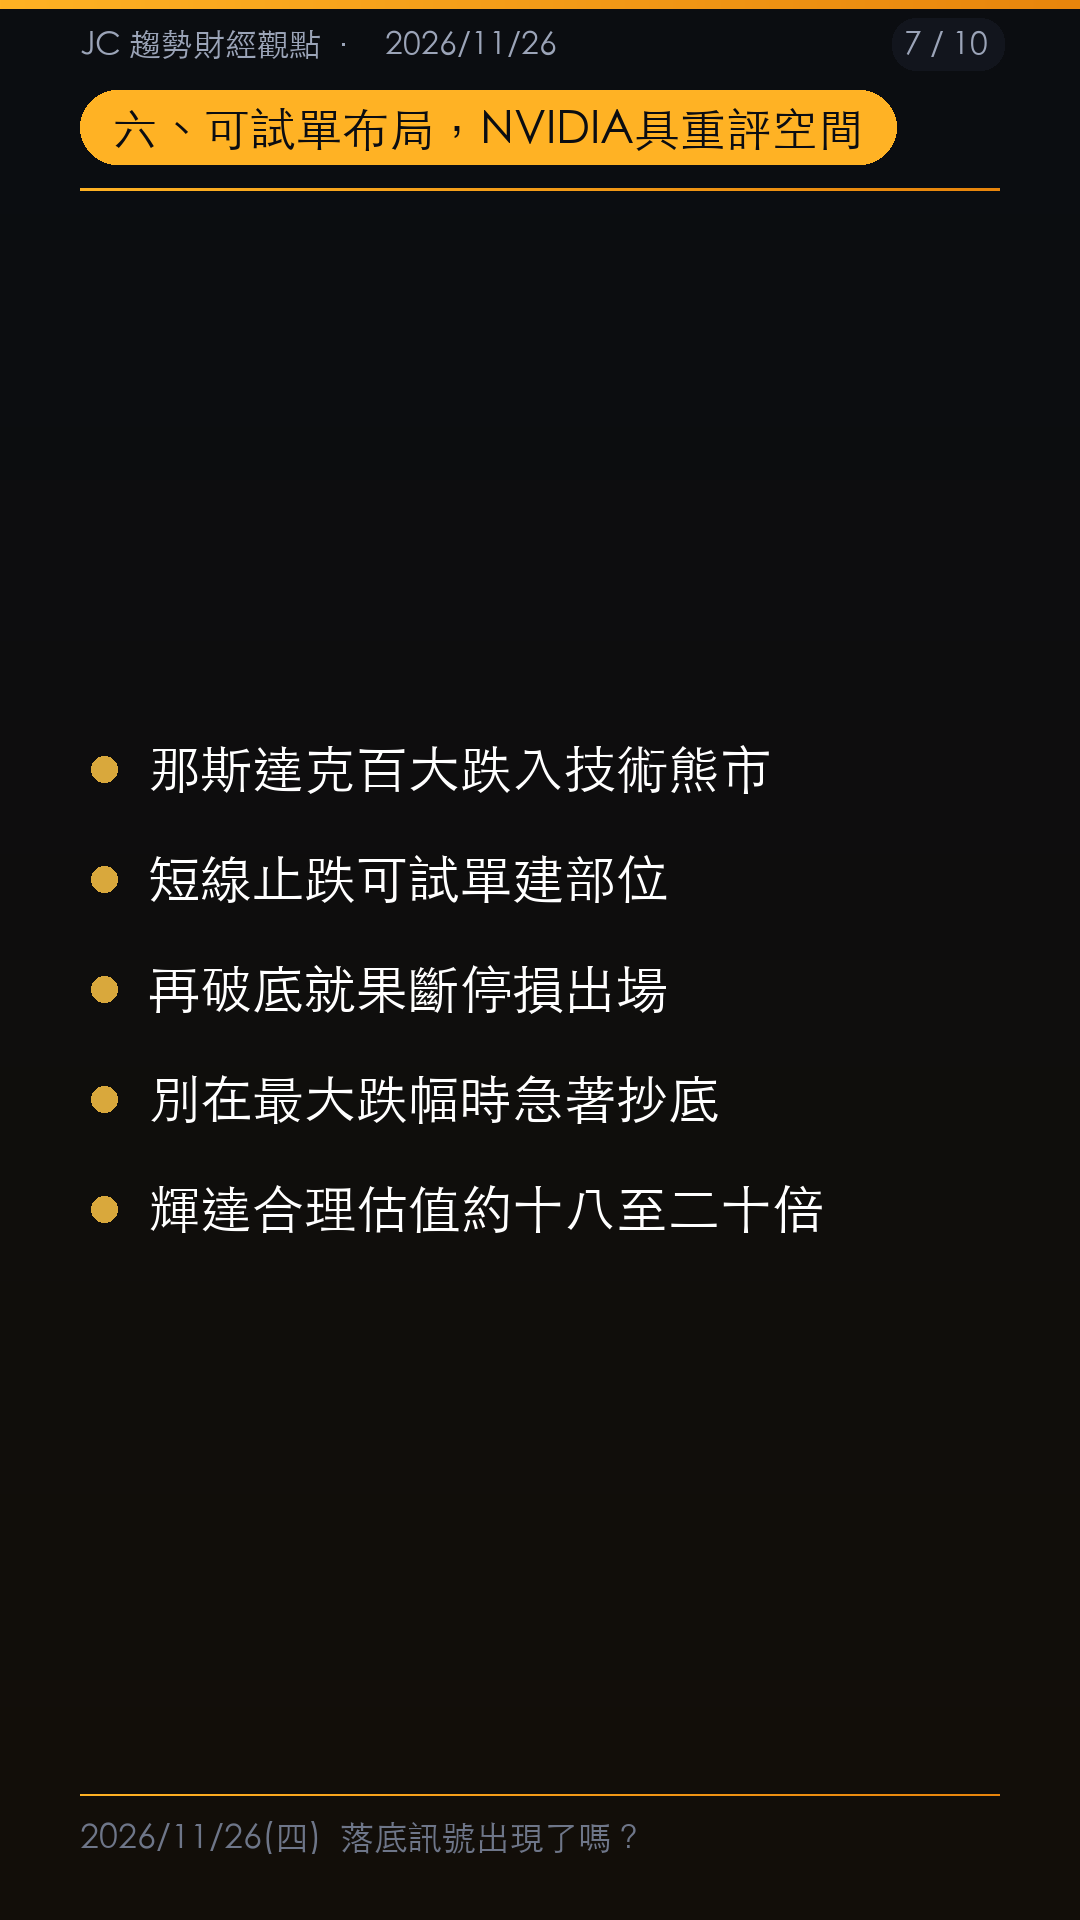 JC 趨勢財經觀點 · 2026/11/26
7 / 10
六、可試單布局，NVIDIA具重評空間
那斯達克百大跌入技術熊市
短線止跌可試單建部位
再破底就果斷停損出場
別在最大跌幅時急著抄底
輝達合理估值約十八至二十倍
2026/11/26(四) 落底訊號出現了嗎？